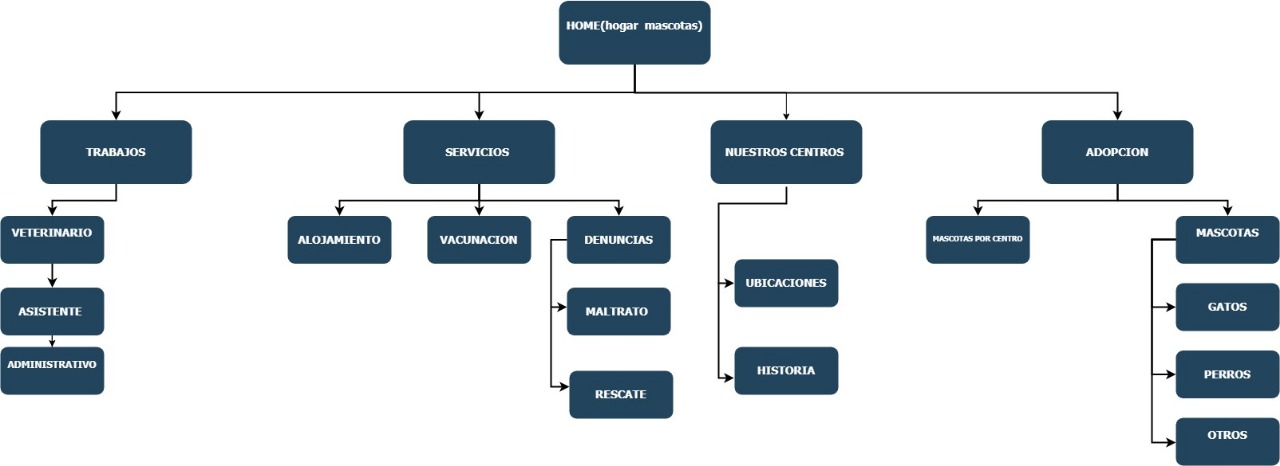 HOME(hogar mascotas)
TRABAJOS
SERVICIOS
NUESTROS CENTROS
ADOPCION
VETERINARIO
ALOJAMIENTO
VACUNACION
DENUNCIAS
MASCOTAS POR CENTRO
MASCOTAS
UBICACIONES
ASISTENTE
MALTRATO
GATOS
ADMINISTRATIVO
HISTORIA
PERROS
RESCATE
OTROS